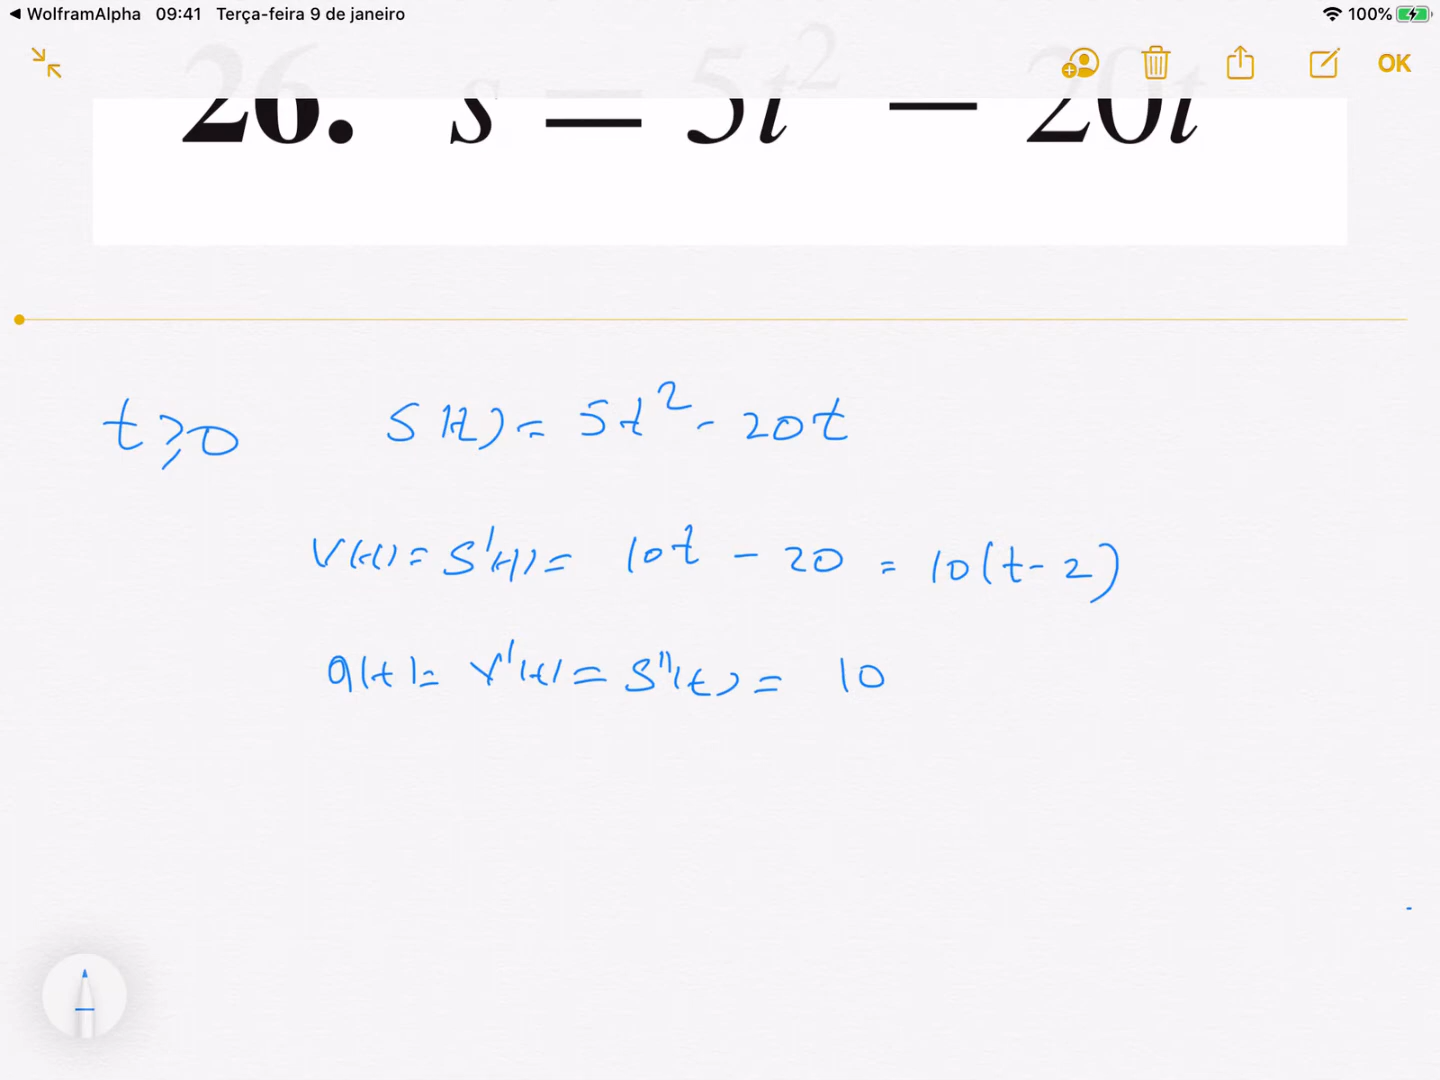 ◀ WolframAlpha 09:41 Terça-feira 9 de janeiro 100%
OK
26. s = 5t² − 20t
t ⩾ 0 S(t) = 5t² - 20t
V(t) = S'(t) = 10t - 20 = 10(t - 2)
a(t) = V'(t) = S''(t) = 10